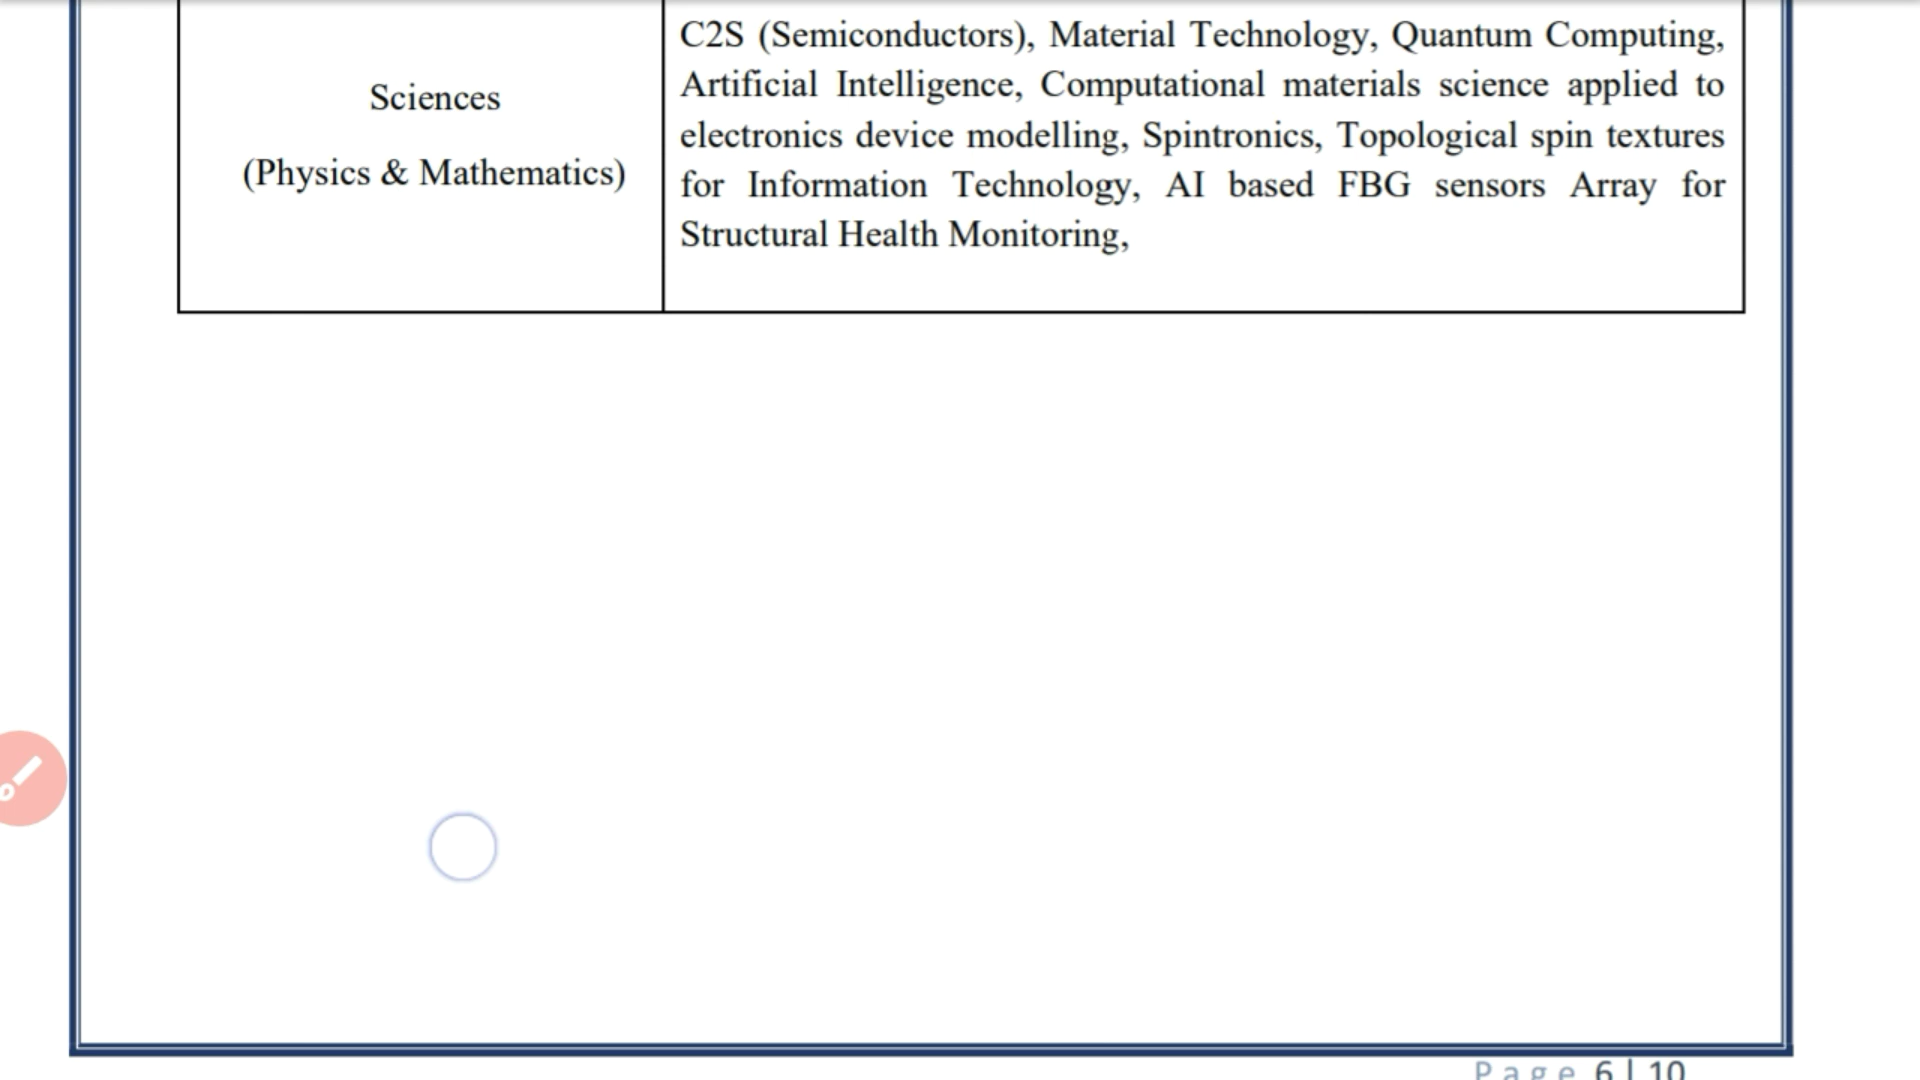 C2S (Semiconductors), Material Technology, Quantum Computing,
Artificial Intelligence, Computational materials science applied to
electronics device modelling, Spintronics, Topological spin textures
for Information Technology, AI based FBG sensors Array for
Structural Health Monitoring,
Sciences
(Physics & Mathematics)
Page 6 | 10